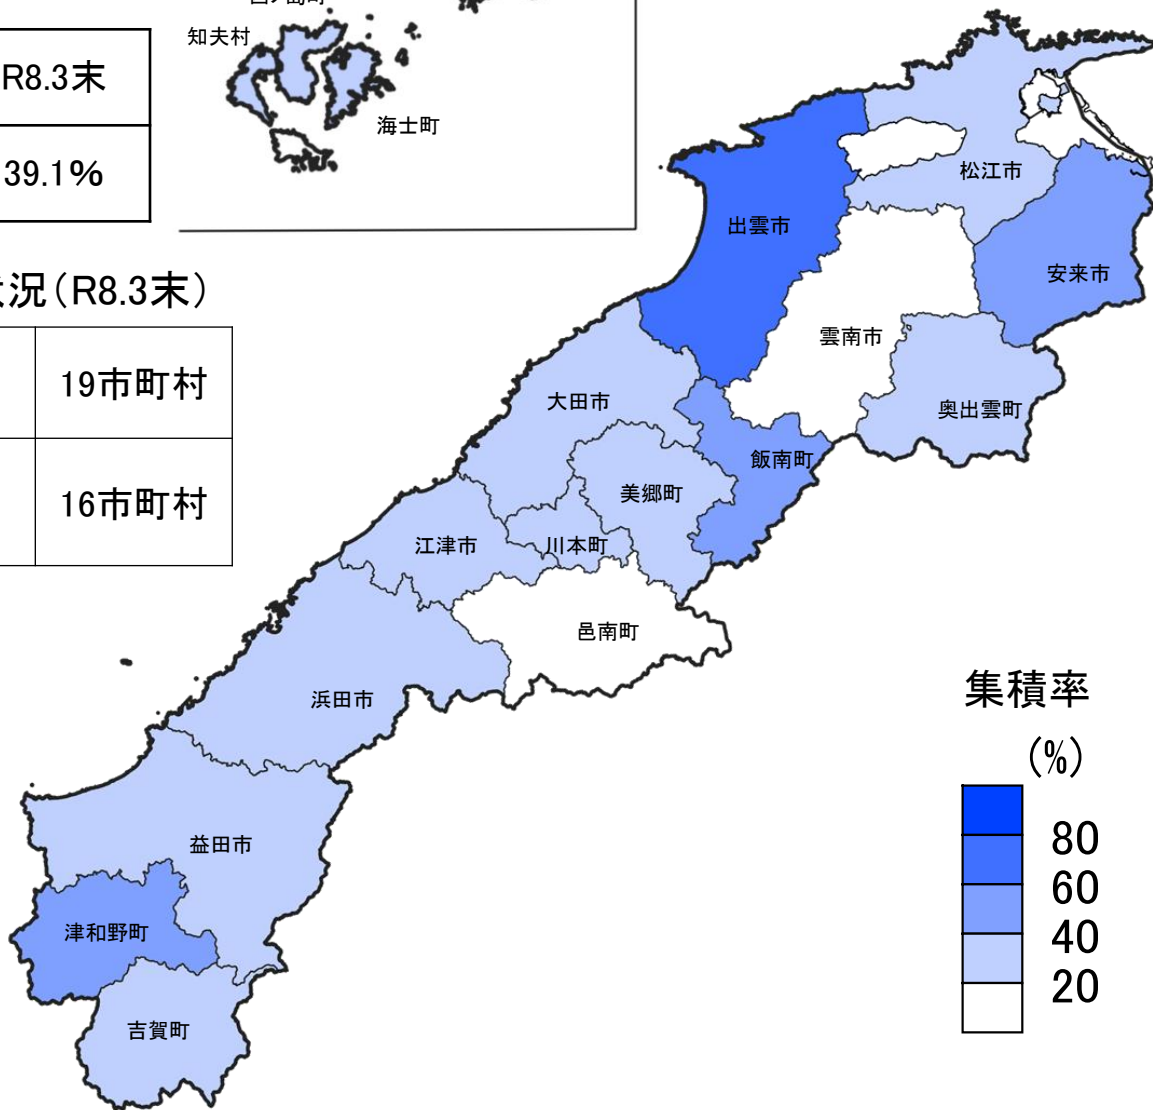 知夫村
海士町
R8.3末
39.1%
況(R8.3末)
19市町村
16市町村
松江市
出雲市
安来市
雲南市
奥出雲町
大田市
飯南町
美郷町
江津市
川本町
邑南町
浜田市
益田市
津和野町
吉賀町
集積率
(%)
80
60
40
20